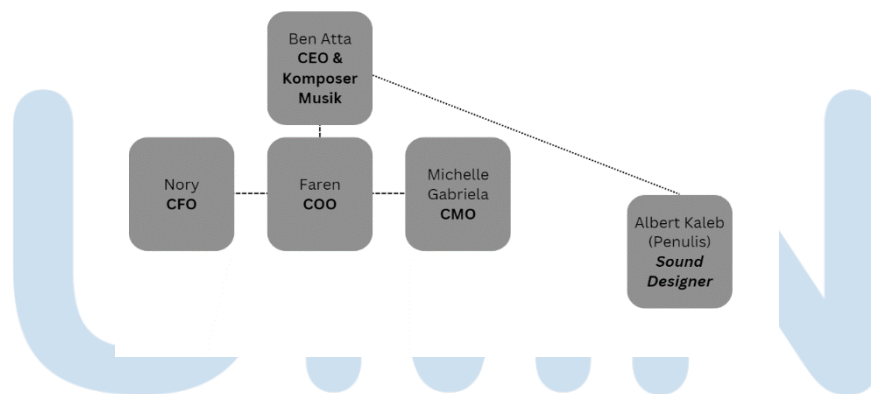 Ben Atta
CEO &
Komposer
Musik
Nory
CFO
Faren
COO
Michelle
Gabriela
CMO
Albert Kaleb
(Penulis)
Sound
Designer